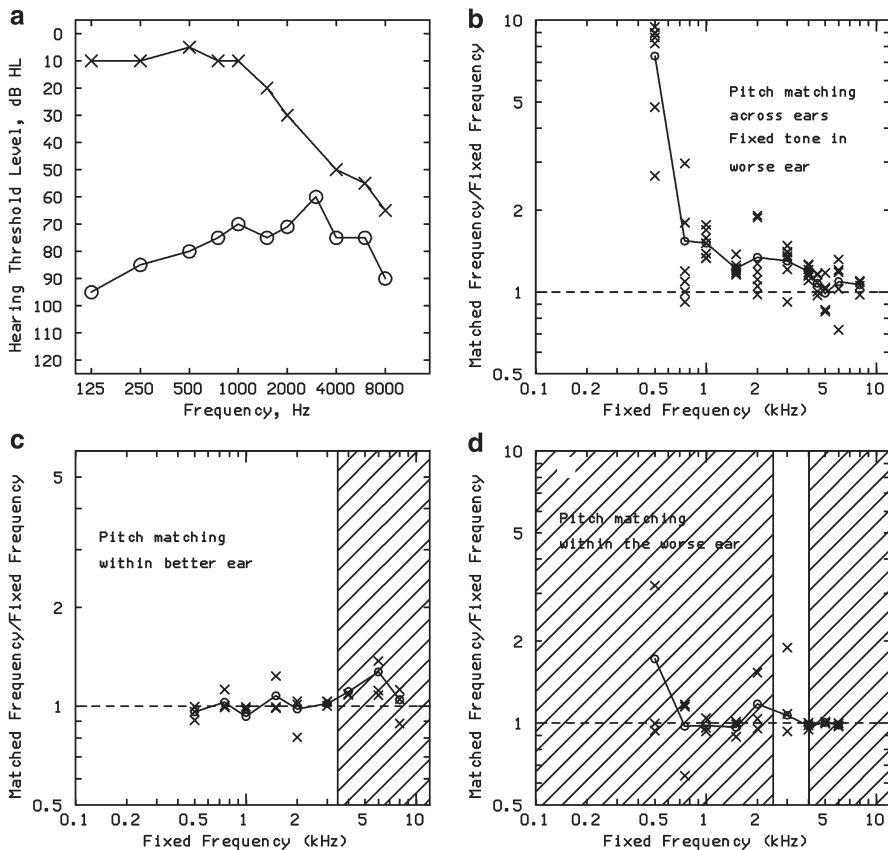 a
Hearing Threshold Level, dB HL
0
10
20
30
40
50
60
70
80
90
100
110
120
125 250 500 1000 2000 4000 8000
Frequency, Hz
b
Matched Frequency/Fixed Frequency
10
5
2
1
0.5
Pitch matching
across ears
Fixed tone in
worse ear
0.1 0.2 0.5 1 2 5 10
Fixed Frequency (kHz)
c
Matched Frequency/Fixed Frequency
5
2
1
0.5
Pitch matching
within better ear
0.1 0.2 0.5 1 2 5 10
Fixed Frequency (kHz)
d
Matched Frequency/Fixed Frequency
10
5
2
1
0.5
Pitch matching
within the worse ear
0.1 0.2 0.5 1 2 5 10
Fixed Frequency (kHz)